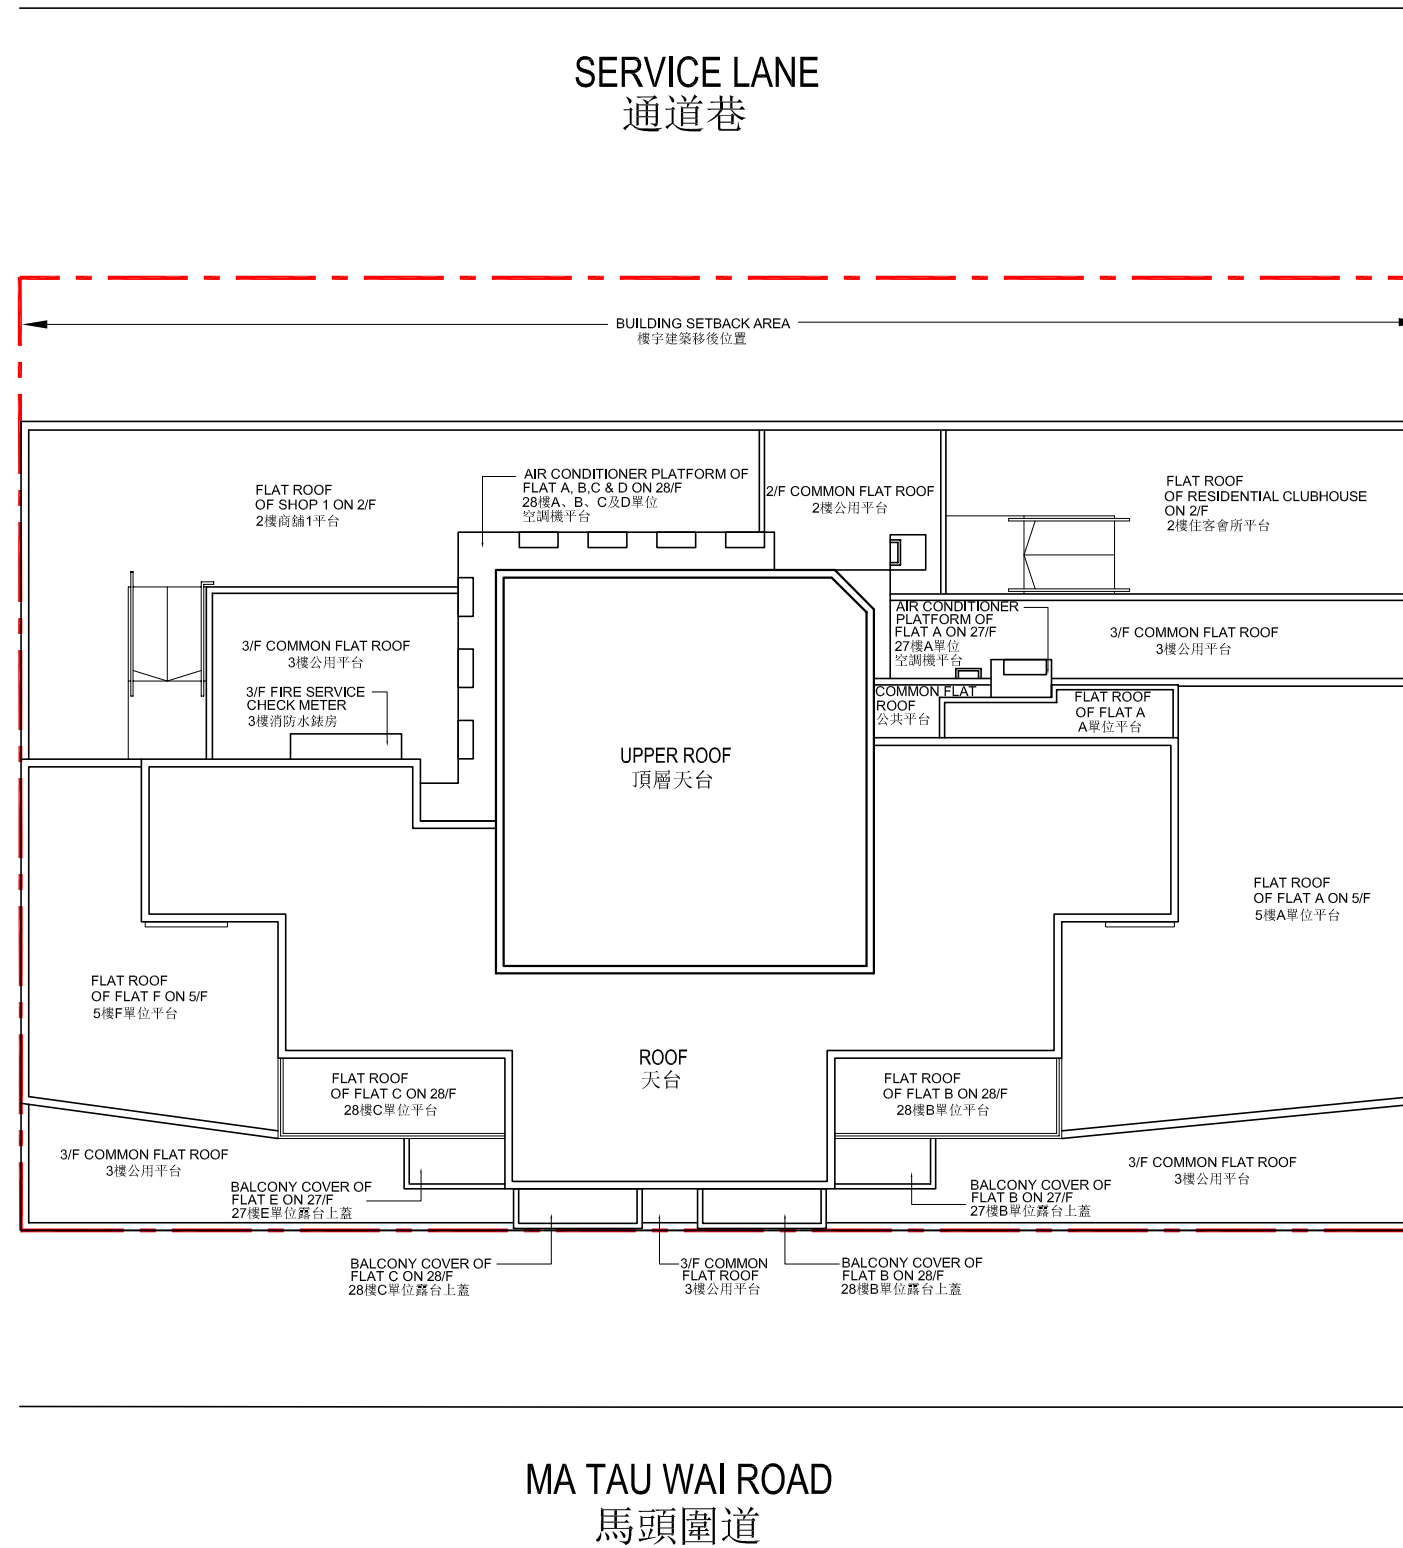 SERVICE LANE
通道巷
BUILDING SETBACK AREA
樓宇建築移後位置
FLAT ROOF
OF SHOP 1 ON 2/F
2樓商舖1平台
AIR CONDITIONER PLATFORM OF
FLAT A, B,C & D ON 28/F
28樓A、B、C及D單位
空調機平台
2/F COMMON FLAT ROOF
2樓公用平台
FLAT ROOF
OF RESIDENTIAL CLUBHOUSE
ON 2/F
2樓住客會所平台
3/F COMMON FLAT ROOF
3樓公用平台
3/F FIRE SERVICE
CHECK METER
3樓消防水錶房
AIR CONDITIONER
PLATFORM OF
FLAT A ON 27/F
27樓A單位
空調機平台
3/F COMMON FLAT ROOF
3樓公用平台
COMMON FLAT
ROOF
公共平台
FLAT ROOF
OF FLAT A
A單位平台
UPPER ROOF
頂層天台
FLAT ROOF
OF FLAT A ON 5/F
5樓A單位平台
FLAT ROOF
OF FLAT F ON 5/F
5樓F單位平台
ROOF
天台
FLAT ROOF
OF FLAT C ON 28/F
28樓C單位平台
FLAT ROOF
OF FLAT B ON 28/F
28樓B單位平台
3/F COMMON FLAT ROOF
3樓公用平台
3/F COMMON FLAT ROOF
3樓公用平台
BALCONY COVER OF
FLAT E ON 27/F
27樓E單位露台上蓋
BALCONY COVER OF
FLAT B ON 27/F
27樓B單位露台上蓋
BALCONY COVER OF
FLAT C ON 28/F
28樓C單位露台上蓋
3/F COMMON
FLAT ROOF
3樓公用平台
BALCONY COVER OF
FLAT B ON 28/F
28樓B單位露台上蓋
MA TAU WAI ROAD
馬頭圍道